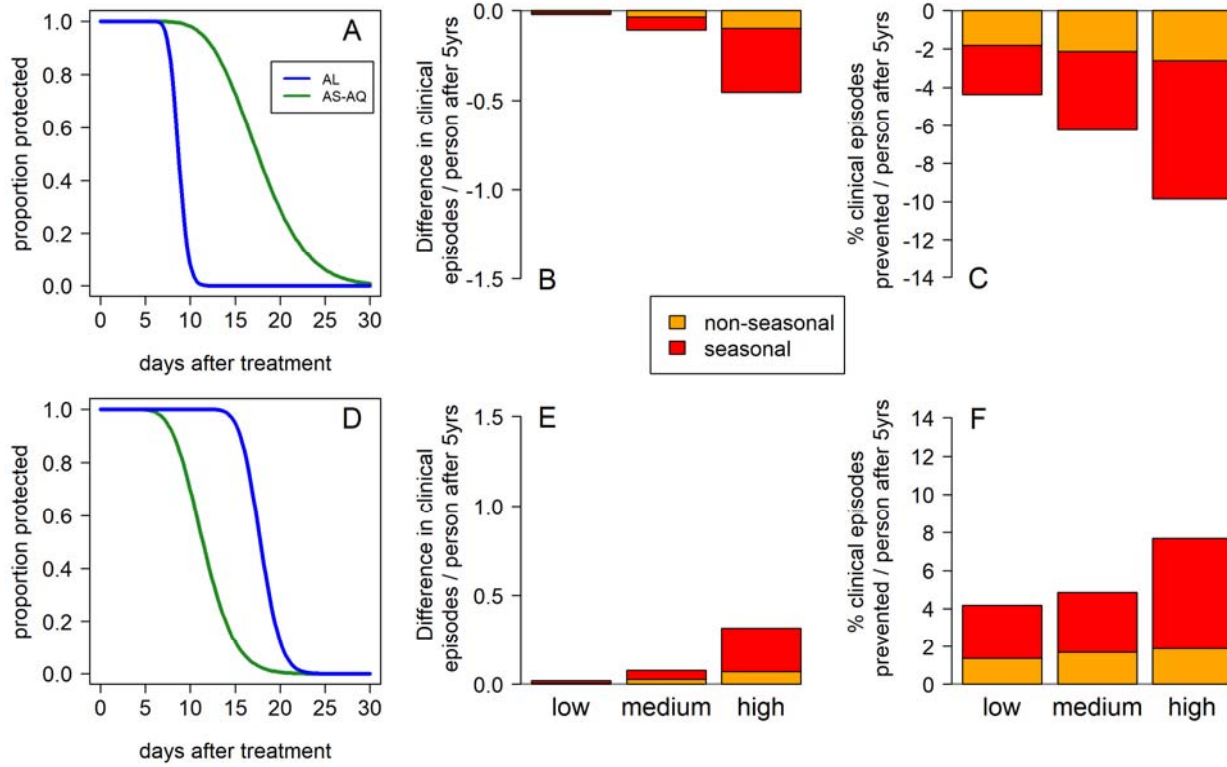 A
AL
AS-AQ
proportion protected
1.0
0.8
0.6
0.4
0.2
0.0
0 5 10 15 20 25 30
days after treatment
Difference in clinical
episodes / person after 5yrs
0.0
-0.5
-1.0
-1.5
B
% clinical episodes
prevented / person after 5yrs
0
-2
-4
-6
-8
-10
-12
-14
C
non-seasonal
seasonal
D
proportion protected
1.0
0.8
0.6
0.4
0.2
0.0
0 5 10 15 20 25 30
days after treatment
E
Difference in clinical
episodes / person after 5yrs
1.5
1.0
0.5
0.0
low medium high
F
% clinical episodes
prevented / person after 5yrs
14
12
10
8
6
4
2
0
low medium high